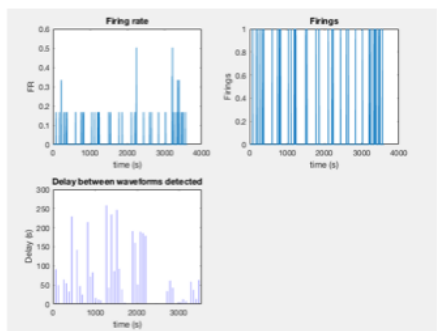 Firing rate
0.6
0.5
0.4
0.3
0.2
0.1
0
FR
0 1000 2000 3000 4000
time (s)
Firings
1
0.8
0.6
0.4
0.2
0
Firings
0 1000 2000 3000 4000
time (s)
Delay between waveforms detected
300
250
200
150
100
50
0
Delay (s)
0 1000 2000 3000
time (s)